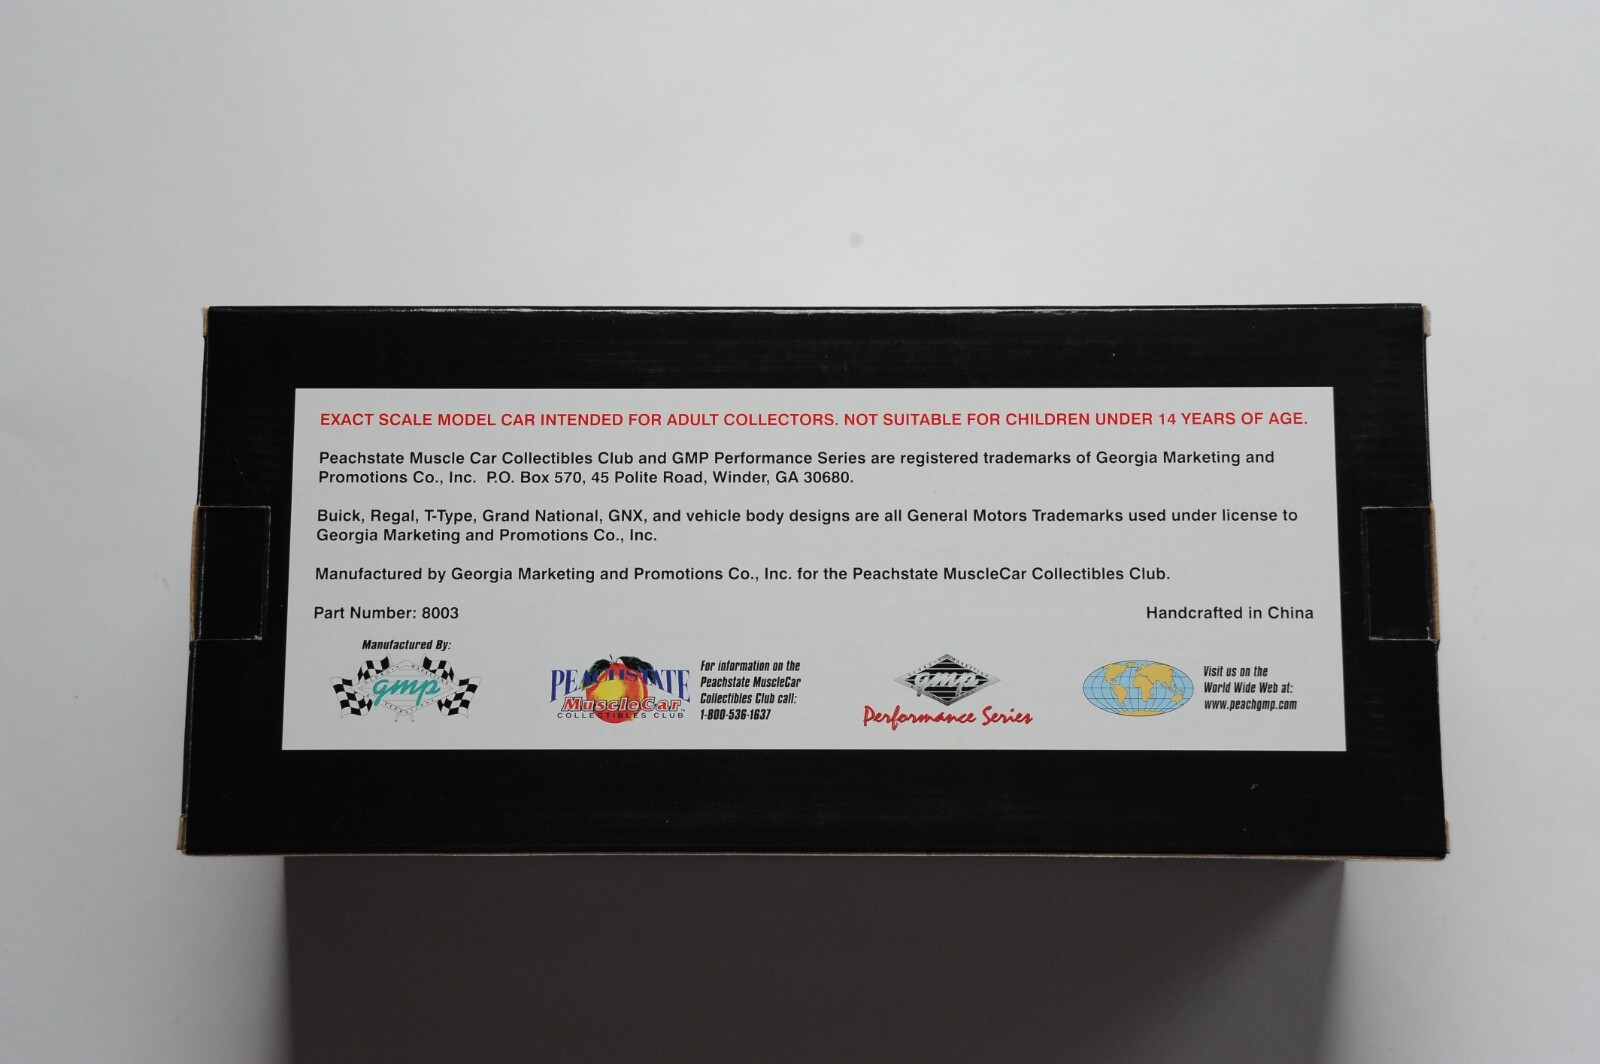 EXACT SCALE MODEL CAR INTENDED FOR ADULT COLLECTORS. NOT SUITABLE FOR CHILDREN UNDER 14 YEARS OF AGE.
Peachstate Muscle Car Collectibles Club and GMP Performance Series are registered trademarks of Georgia Marketing and
Promotions Co., Inc. P.O. Box 570, 45 Polite Road, Winder, GA 30680.
Buick, Regal, T-Type, Grand National, GNX, and vehicle body designs are all General Motors Trademarks used under license to
Georgia Marketing and Promotions Co., Inc.
Manufactured by Georgia Marketing and Promotions Co., Inc. for the Peachstate MuscleCar Collectibles Club.
Part Number: 8003
Handcrafted in China
Manufactured By:
gmp
PEACHSTATE
MuscleCar
COLLECTIBLES CLUB
For information on the
Peachstate MuscleCar
Collectibles Club call:
1-800-536-1637
gmp
Performance Series
Visit us on the
World Wide Web at:
www.peachgmp.com